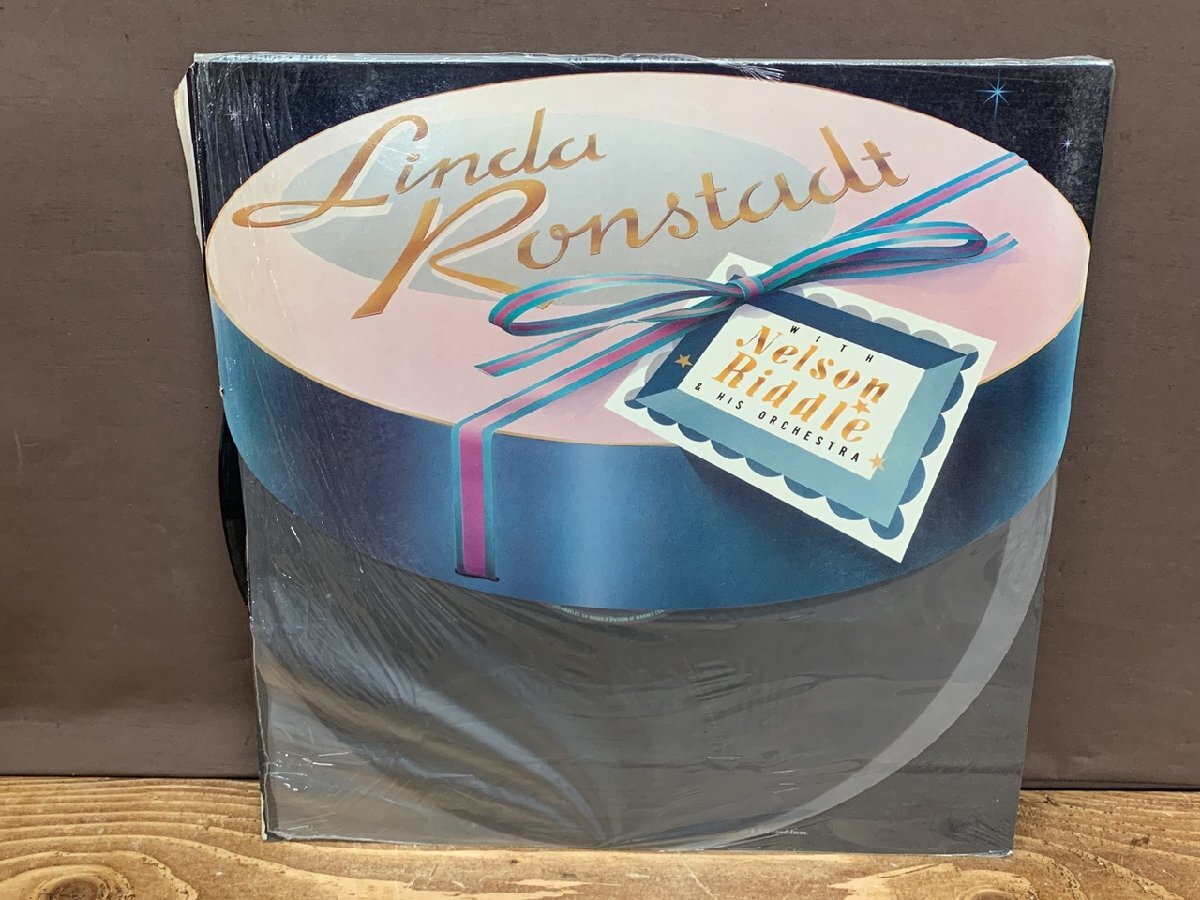 Linda
Ronstadt
WITH
Nelson
Riddle
& HIS ORCHESTRA